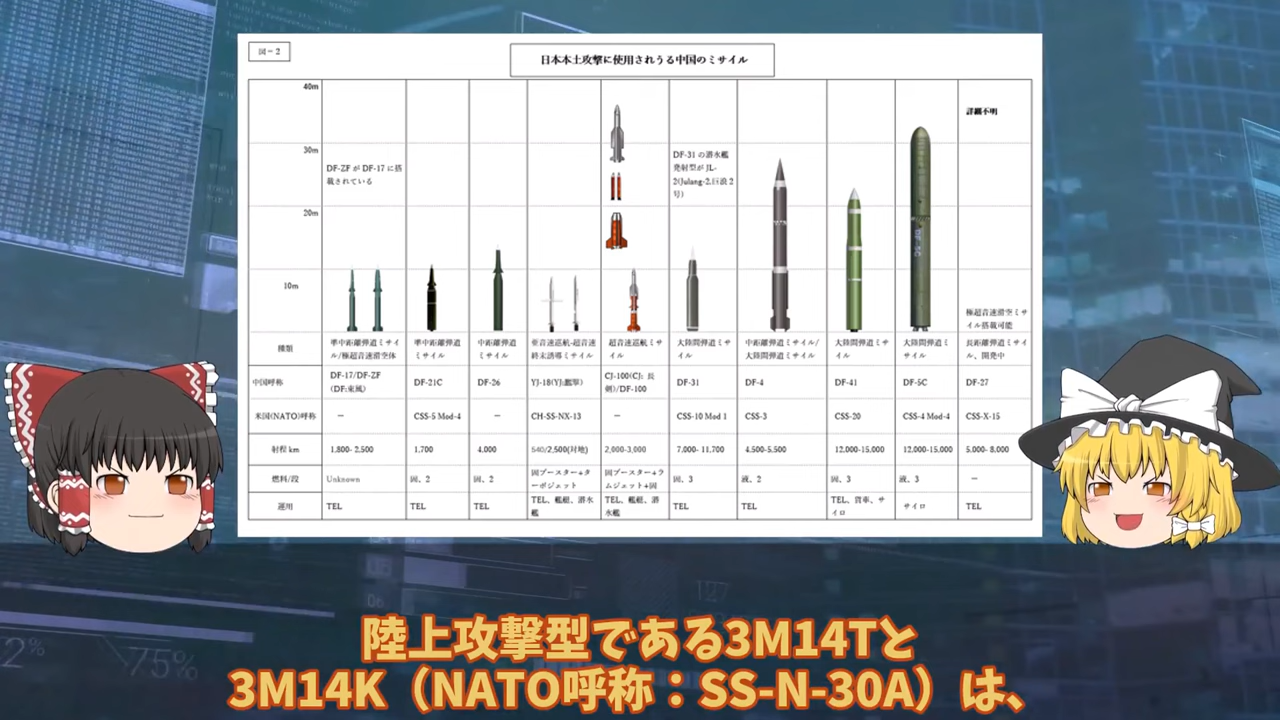 図-2
日本本土攻撃に使用されうる中国のミサイル
40m
30m
20m
10m
DF-ZF が DF-17 に搭
載されている
DF-31 の潜水艦
発射型が JL-
2(Julang-2.巨浪 2
号)
詳細不明
極超音速滑空ミサ
イル搭載可能
種類
準中距離弾道ミサイ
ル/極超音速滑空体
準中距離弾道
ミサイル
中距離弾道
ミサイル
亜音速巡航-超音速
終末誘導ミサイル
超音速巡航ミサ
イル
大陸間弾道ミ
サイル
中距離弾道ミサイル/
大陸間弾道ミサイル
大陸間弾道ミサ
イル
大陸間弾道ミ
サイル
長距離弾道ミサイ
ル、開発中
中国呼称
DF-17/DF-ZF
(DF:東風)
DF-21C
DF-26
YJ-18(YJ:鷹撃)
CJ-100(CJ: 長
剣)/DF-100
DF-31
DF-4
DF-41
DF-5C
DF-27
米国(NATO)呼称
－
CSS-5 Mod-4
－
CH-SS-NX-13
－
CSS-10 Mod 1
CSS-3
CSS-20
CSS-4 Mod-4
CSS-X-15
射程 km
1,800- 2,500
1,700
4,000
540/2,500(対地)
2,000-3,000
7,000- 11,700
4,500-5,500
12,000-15,000
12,000-15,000
5,000- 8,000
燃料/段
Unknown
固、2
固、2
固ブースター+タ
ーボジェット
固ブースター+ラ
ムジェット+固
固、3
液、2
固、3
液、3
－
運用
TEL
TEL
TEL
TEL、艦艇、潜水
艦
TEL、艦艇、潜
水艦
TEL
TEL
TEL、貨車、サ
イロ
サイロ
TEL
陸上攻撃型である3M14Tと
3M14K（NATO呼称：SS-N-30A）は、